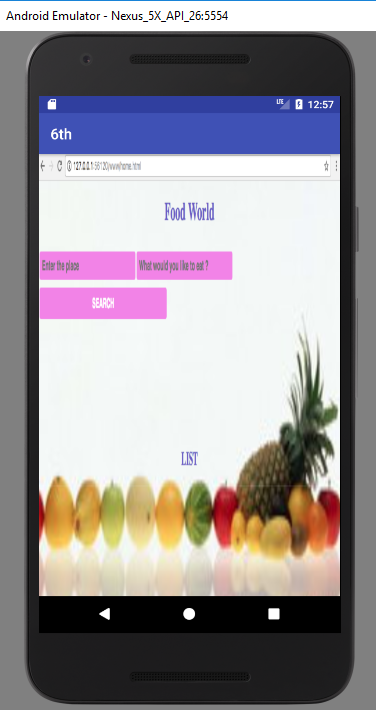 Android Emulator - Nexus_5X_API_26:5554
LTE 12:57
6th
127.0.0.1:56120/www/home.html
Food World
Enter the place What would you like to eat ?
SEARCH
LIST